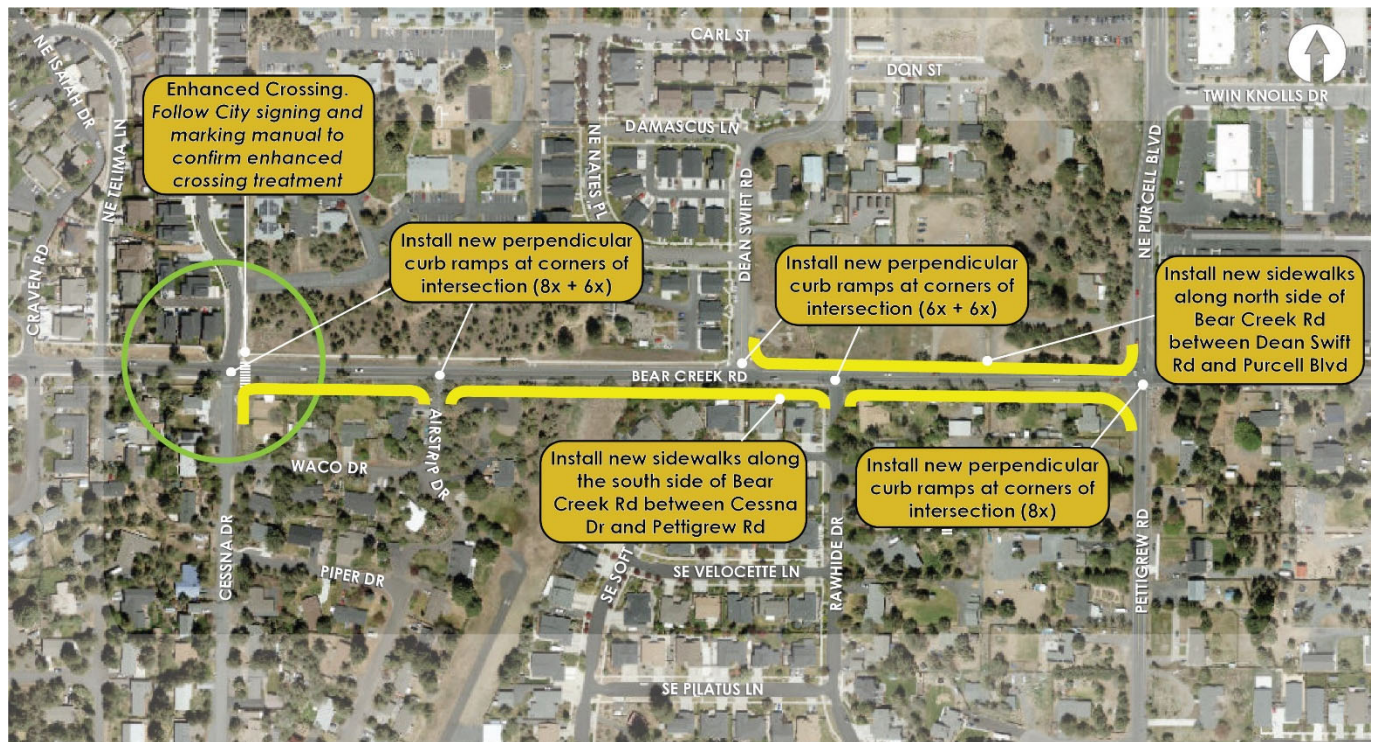 CARL ST
DON ST
NE ISAIAH DR
NE TELIMA LN
Enhanced Crossing.
Follow City signing and
marking manual to
confirm enhanced
crossing treatment
TWIN KNOLLS DR
DAMASCUS LN
NE NATES PL
DEAN SWIFT RD
NE PURCELL BLVD
CRAVEN RD
Install new perpendicular
curb ramps at corners of
intersection (8x + 6x)
Install new perpendicular
curb ramps at corners of
intersection (6x + 6x)
Install new sidewalks
along north side of
Bear Creek Rd
between Dean Swift
Rd and Purcell Blvd
BEAR CREEK RD
AIRSTRIP DR
WACO DR
Install new sidewalks along
the south side of Bear
Creek Rd between Cessna
Dr and Pettigrew Rd
Install new perpendicular
curb ramps at corners of
intersection (8x)
CESSNA DR
PIPER DR
SE SOFT
SE VELOCETTE LN
RAWHIDE DR
PETTIGREW RD
SE PILATUS LN